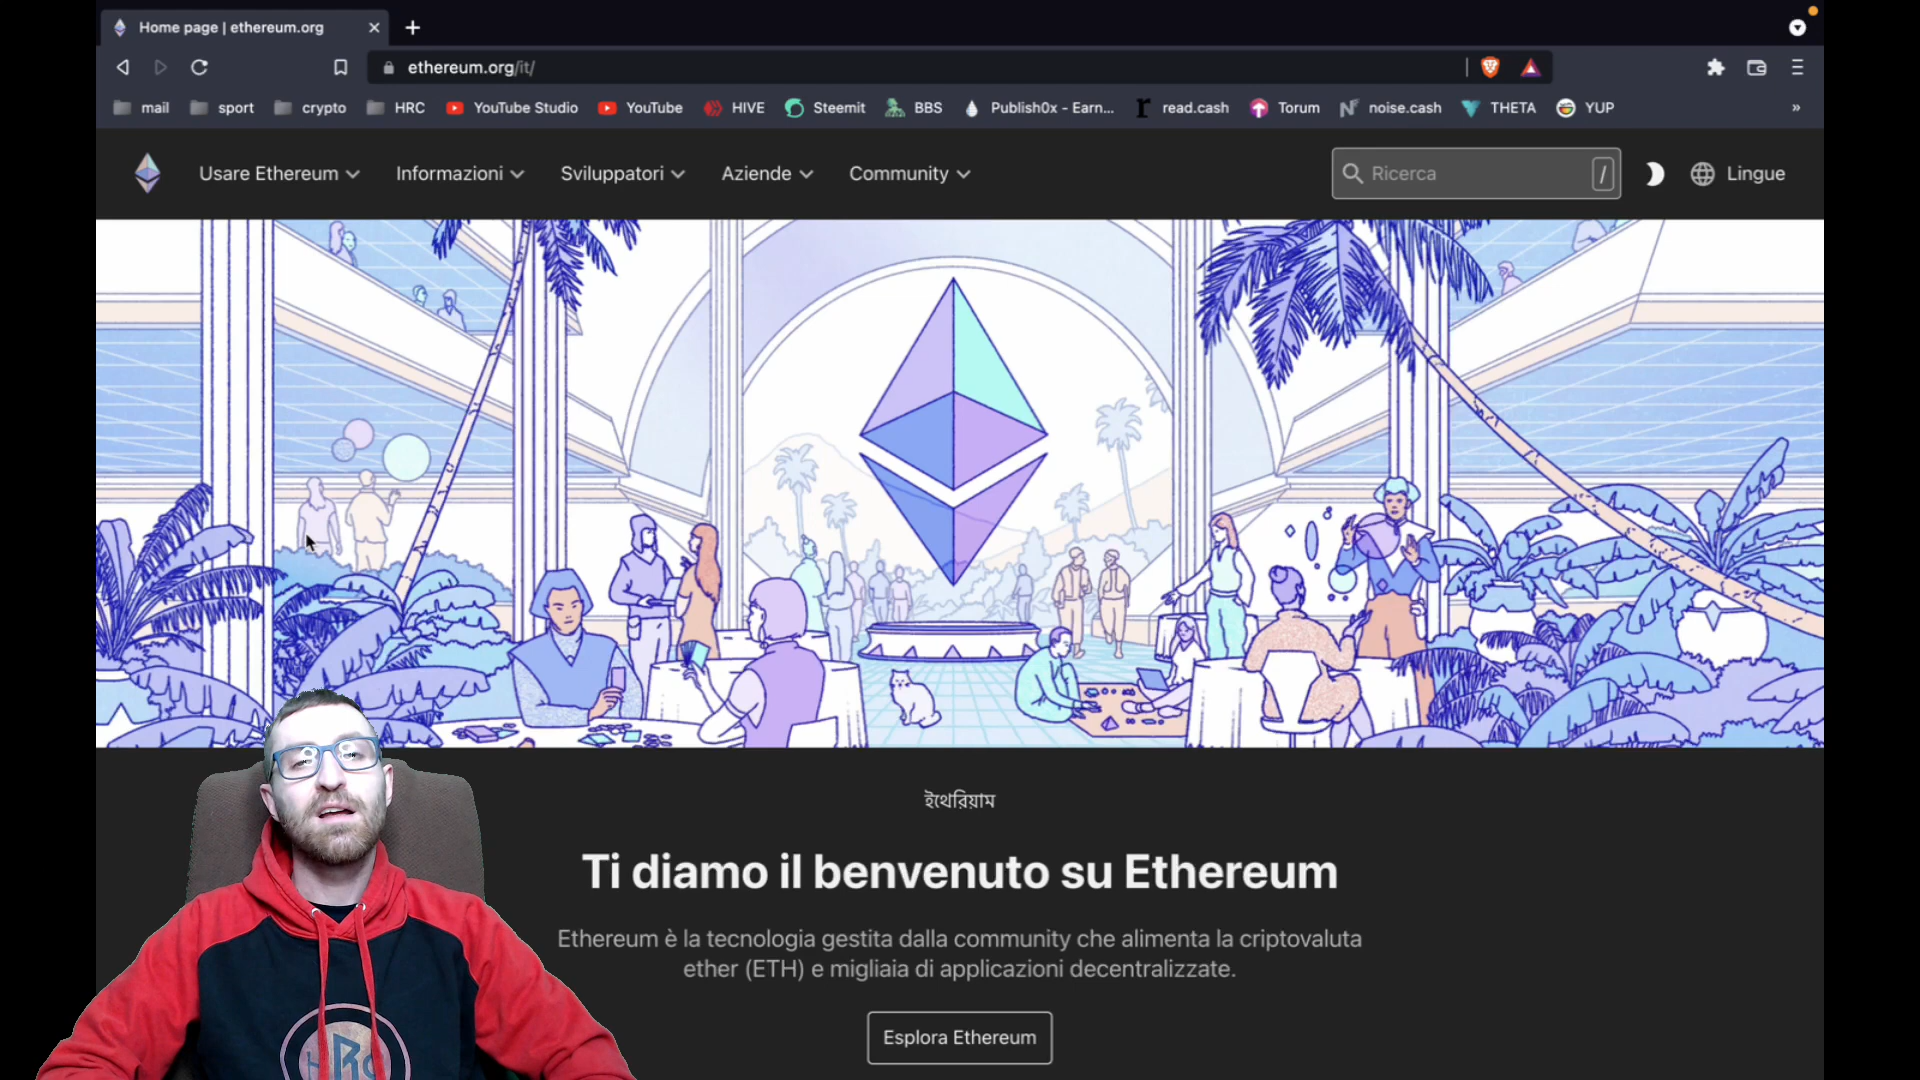 Home page | ethereum.org
ethereum.org/it/
mail sport crypto HRC YouTube Studio YouTube HIVE Steemit BBS Publish0x - Earn... read.cash Torum noise.cash THETA YUP »
Usare Ethereum Informazioni Sviluppatori Aziende Community Ricerca / Lingue
ইথেরিয়াম
Ti diamo il benvenuto su Ethereum
Ethereum è la tecnologia gestita dalla community che alimenta la criptovaluta
ether (ETH) e migliaia di applicazioni decentralizzate.
Esplora Ethereum
HRC